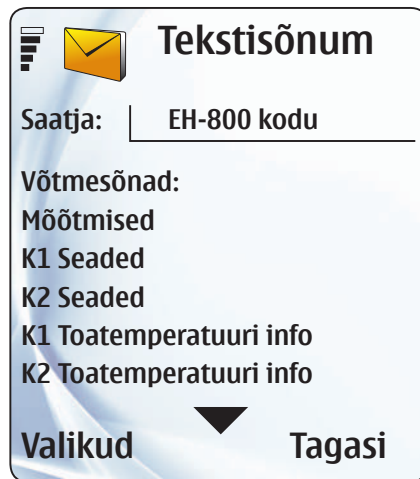 Tekstisõnum
Saatja: EH-800 kodu
Võtmesõnad:
Mõõtmised
K1 Seaded
K2 Seaded
K1 Toatemperatuuri info
K2 Toatemperatuuri info
Valikud Tagasi